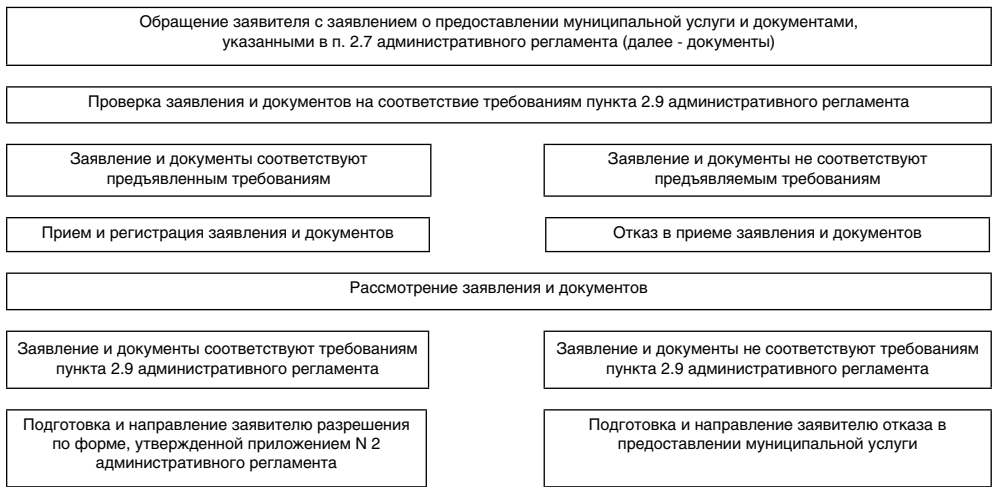 Обращение заявителя с заявлением о предоставлении муниципальной услуги и документами,
указанными в п. 2.7 административного регламента (далее - документы)
Проверка заявления и документов на соответствие требованиям пункта 2.9 административного регламента
Заявление и документы соответствуют
предъявленным требованиям
Заявление и документы не соответствуют
предъявляемым требованиям
Прием и регистрация заявления и документов
Отказ в приеме заявления и документов
Рассмотрение заявления и документов
Заявление и документы соответствуют требованиям
пункта 2.9 административного регламента
Заявление и документы не соответствуют требованиям
пункта 2.9 административного регламента
Подготовка и направление заявителю разрешения
по форме, утвержденной приложением N 2
административного регламента
Подготовка и направление заявителю отказа в
предоставлении муниципальной услуги